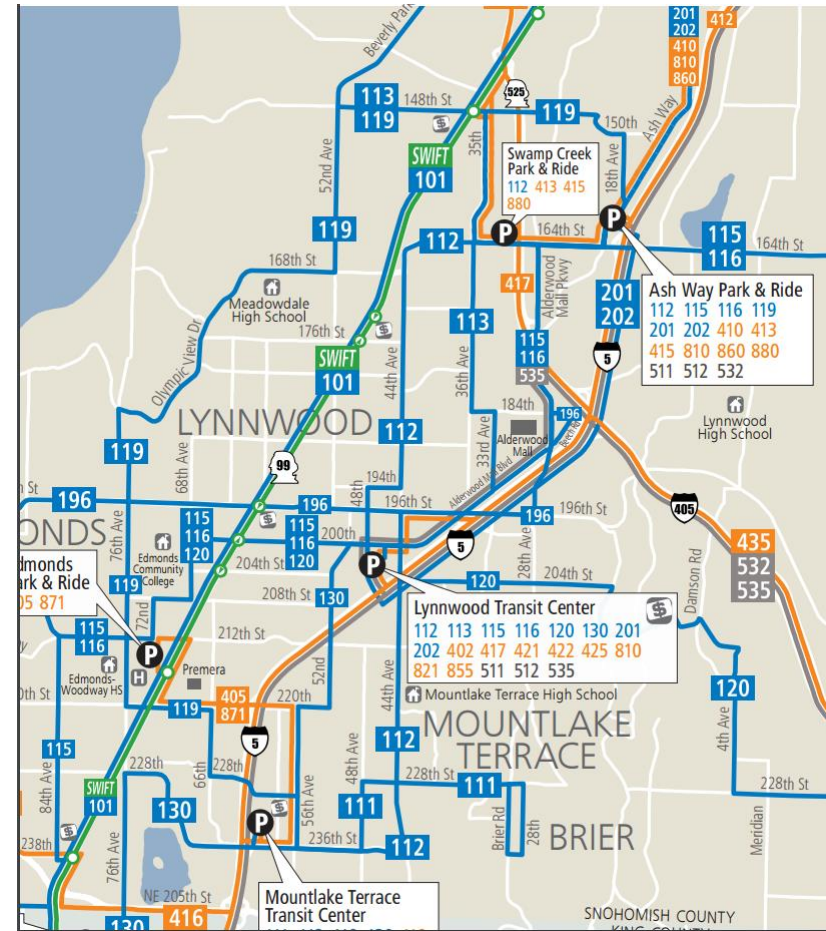 Beverly Park
201
202
410
810
860
412
113
119
148th St
525
119
150th
Ash Way
35th
18th Ave
52nd Ave
SWIFT
101
Swamp Creek
Park & Ride
112 413 415
880
119
112
164th St
115
116
164th St
168th St
Meadowdale
High School
417
Alderwood
Mall Pkwy
201
202
Ash Way Park & Ride
112 115 116 119
201 202 410 413
415 810 860 880
511 512 532
Olympic View Dr
176th St
113
SWIFT
101
44th Ave
36th Ave
115
116
535
5
184th
196
LYNNWOOD
Lynnwood
High School
119
68th Ave
112
33rd Ave
Alderwood
Mall
Alderwood Mall Blvd
Beech Rd
99
194th
48th
St
196
196
196th St
196
196th St
405
ONDS
76th Ave
115
116
120
115
116
120
200th
5
28th Ave
435
532
535
Edmonds
Community
College
204th St
120
204th St
Damson Rd
dmonds
ark & Ride
05 871
119
72nd
208th St
130
Lynnwood Transit Center
112 113 115 116 120 130 201
202 402 417 421 422 425 810
821 855 511 512 535
115
116
212th St
52nd
Edmonds-
Woodway HS
H
Premera
44th Ave
Mountlake Terrace High School
0th St
119
405
871
220th
120
115
5
112
MOUNTLAKE
TERRACE
4th Ave
84th Ave
SWIFT
101
228th
66th
228th
56th Ave
48th Ave
228th St
111
228th St
130
111
Brier Rd
28th
BRIER
Meridian
238th
76th Ave
P
236th St
112
NE 205th St
416
130
Mountlake Terrace
Transit Center
SNOHOMISH COUNTY
KING COUNTY